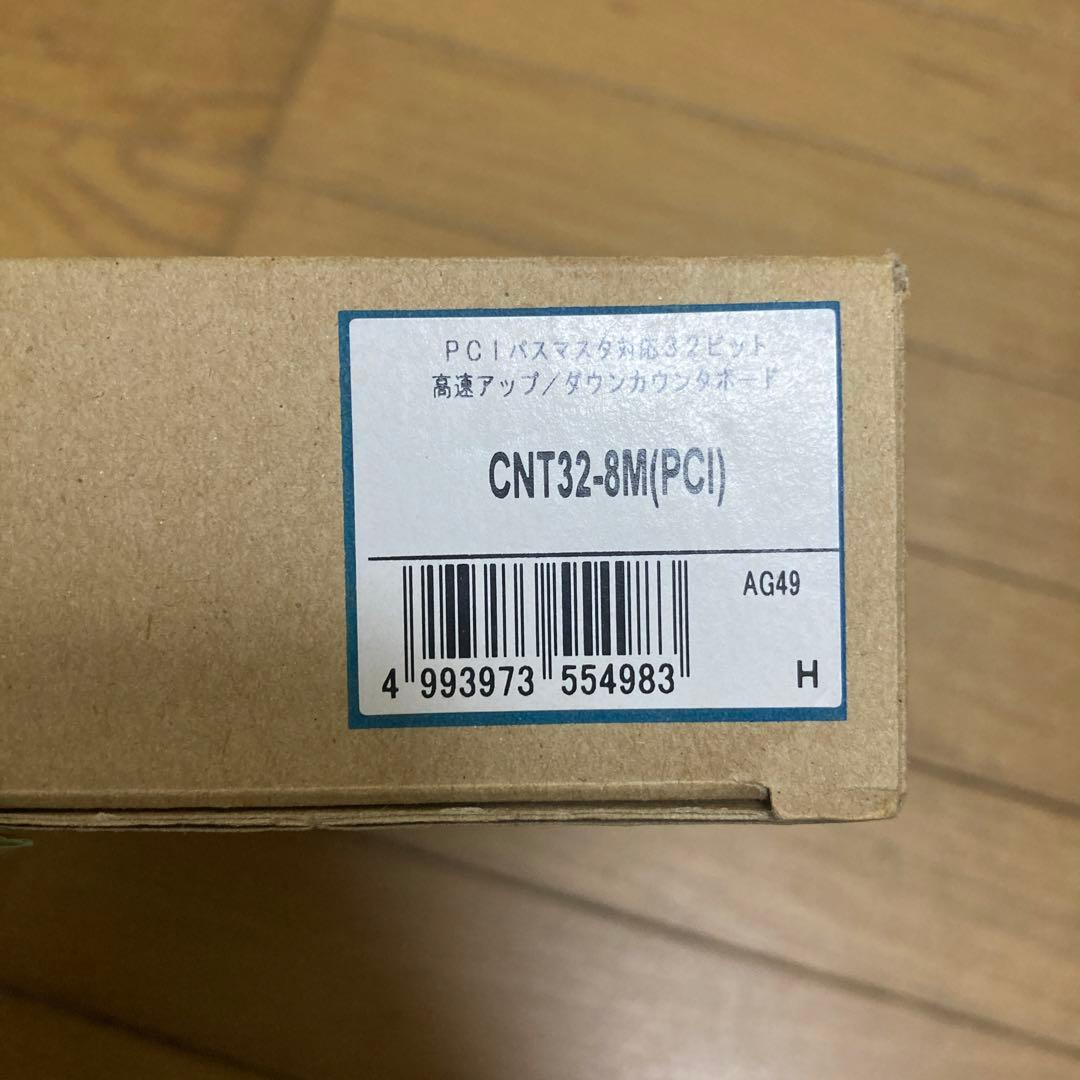 PCIバスマスタ対応32ビット
高速アップ/ダウンカウンタボード
CNT32-8M(PCI)
AG49
4 993973 554983
H